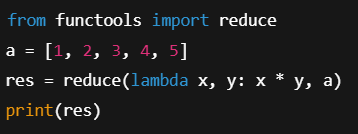 from functools import reduce
a = [1, 2, 3, 4, 5]
res = reduce(lambda x, y: x * y, a)
print(res)